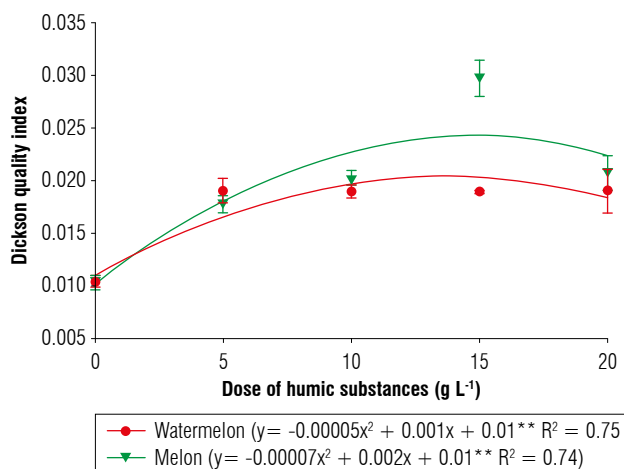 0.035
0.030
0.025
0.020
0.015
0.010
0.005
Dickson quality index
0 5 10 15 20
Dose of humic substances (g L⁻¹)
Watermelon (y= -0.00005x² + 0.001x + 0.01** R² = 0.75
Melon (y= -0.00007x² + 0.002x + 0.01** R² = 0.74)